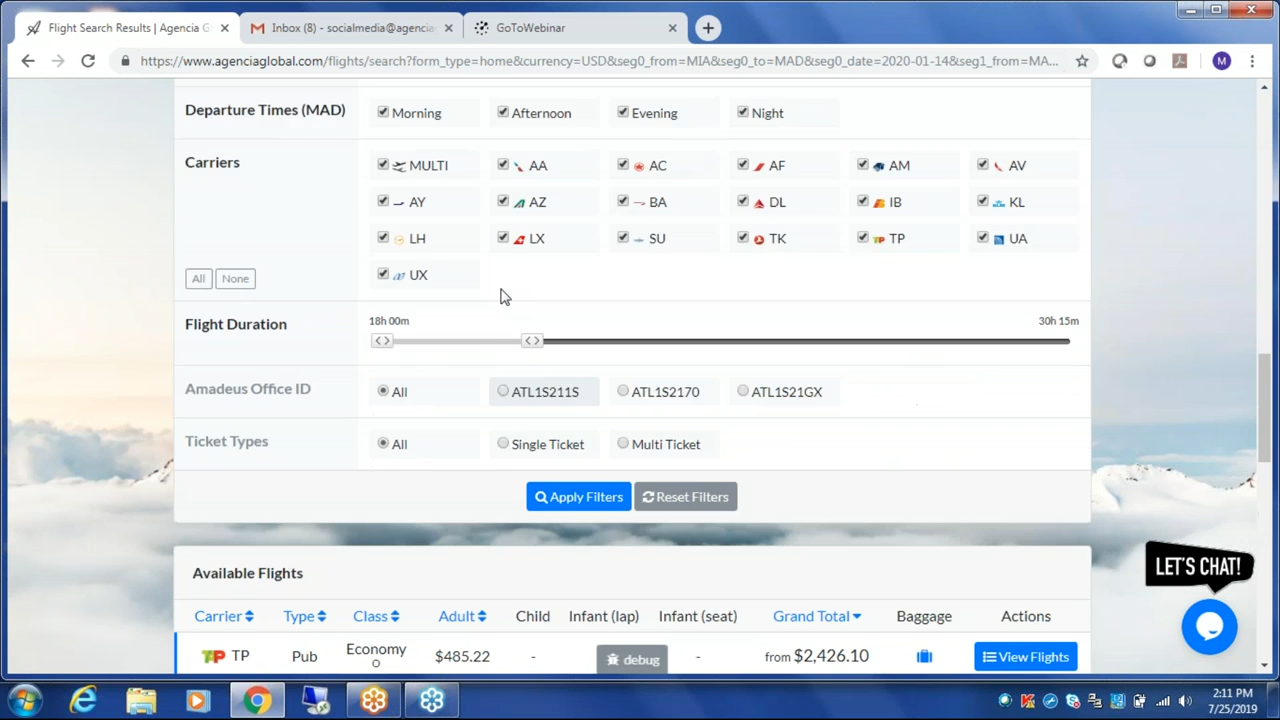 Flight Search Results | Agencia G
Inbox (8) - socialmedia@agencia
GoToWebinar
https://www.agenciaglobal.com/flights/search?form_type=home&currency=USD&seg0_from=MIA&seg0_to=MAD&seg0_date=2020-01-14&seg1_from=MA...
M
Departure Times (MAD) Morning Afternoon Evening Night
Carriers MULTI AA AC AF AM AV
AY AZ BA DL IB KL
LH LX SU TK TP UA
All None UX
Flight Duration 18h 00m 30h 15m
Amadeus Office ID All ATL1S211S ATL1S2170 ATL1S21GX
Ticket Types All Single Ticket Multi Ticket
Apply Filters Reset Filters
LET'S CHAT!
Available Flights
Carrier Type Class Adult Child Infant (lap) Infant (seat) Grand Total Baggage Actions
TP TP Pub Economy
O $485.22 - debug - from $2,426.10 View Flights
2:11 PM
7/25/2019